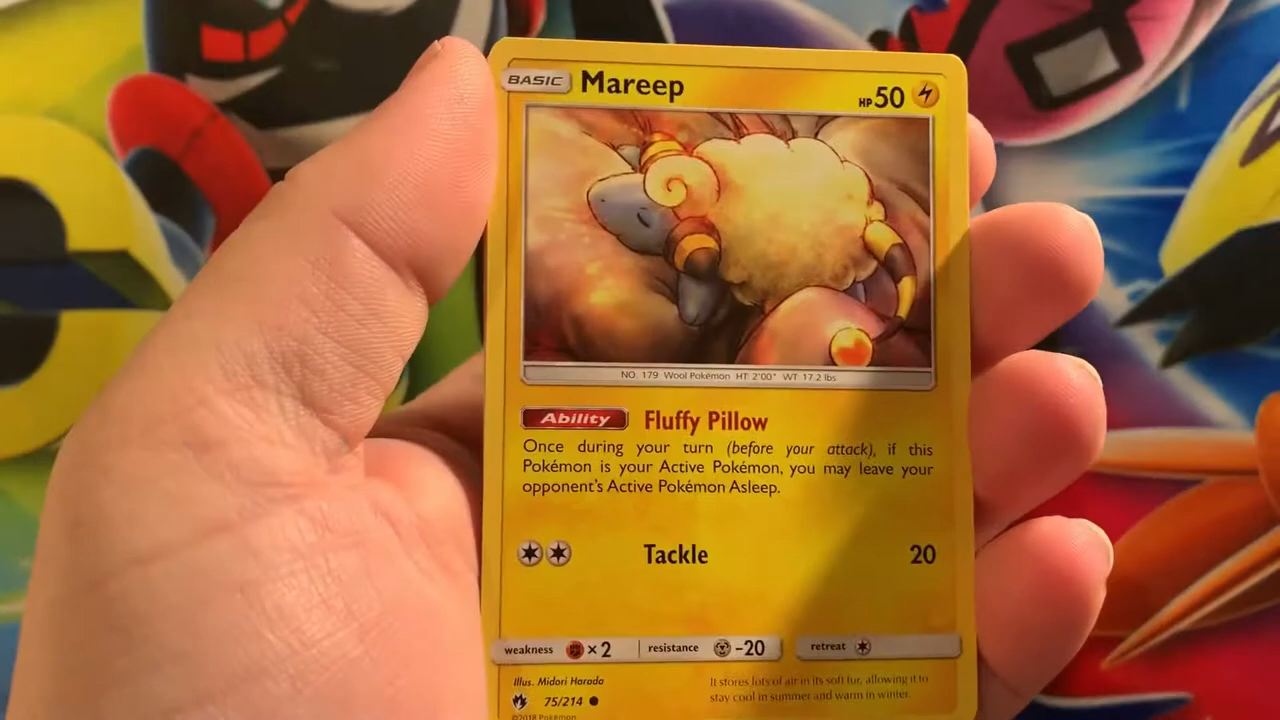 BASIC Mareep HP 50
NO. 179 Wool Pokémon HT 2'00" WT 17.2 lbs
Ability Fluffy Pillow
Once during your turn (before your attack), if this
Pokémon is your Active Pokémon, you may leave your
opponent's Active Pokémon Asleep.
Tackle 20
weakness ×2 resistance -20 retreat
Illus. Midori Harada
75/214
It stores lots of air in its soft fur, allowing it to
stay cool in summer and warm in winter.
©2018 Pokémon